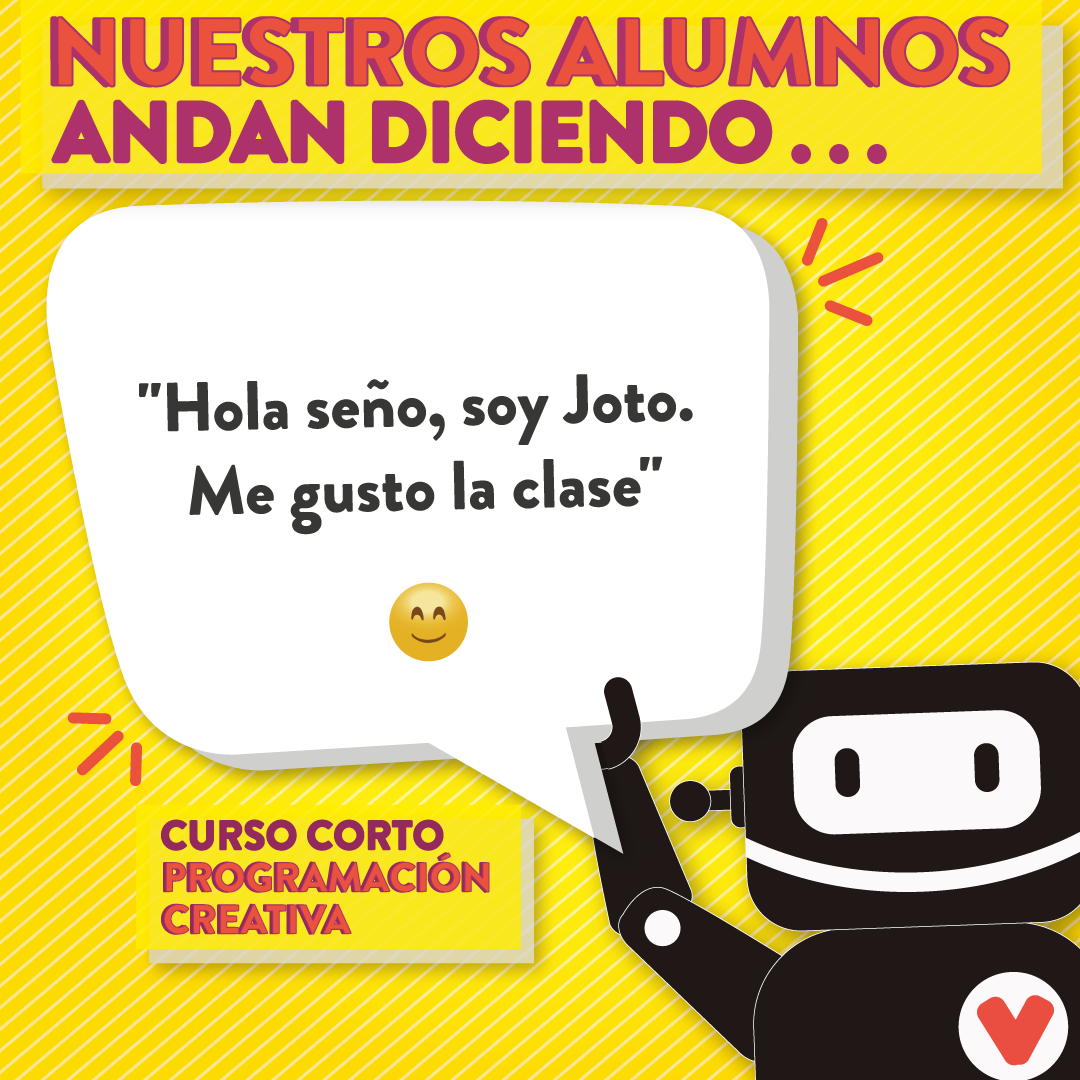 NUESTROS ALUMNOS
ANDAN DICIENDO...
"Hola seño, soy Joto.
Me gusto la clase"
CURSO CORTO
PROGRAMACIÓN
CREATIVA